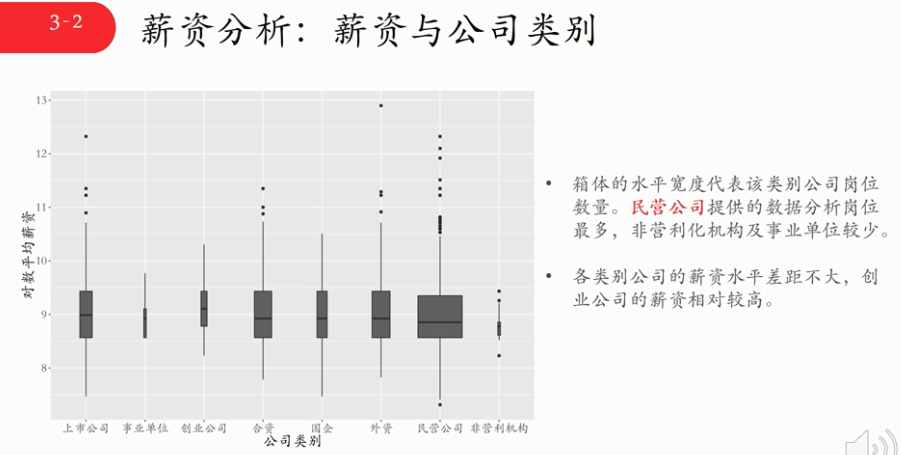 3-2
薪资分析：薪资与公司类别
13
12
11
10
9
8
对数平均薪资
上市公司 事业单位 创业公司 合资 国企 外资 民营公司 非营利机构
公司类别
• 箱体的水平宽度代表该类别公司岗位
数量。民营公司提供的数据分析岗位
最多，非营利化机构及事业单位较少。
• 各类别公司的薪资水平差距不大，创
业公司的薪资相对较高。